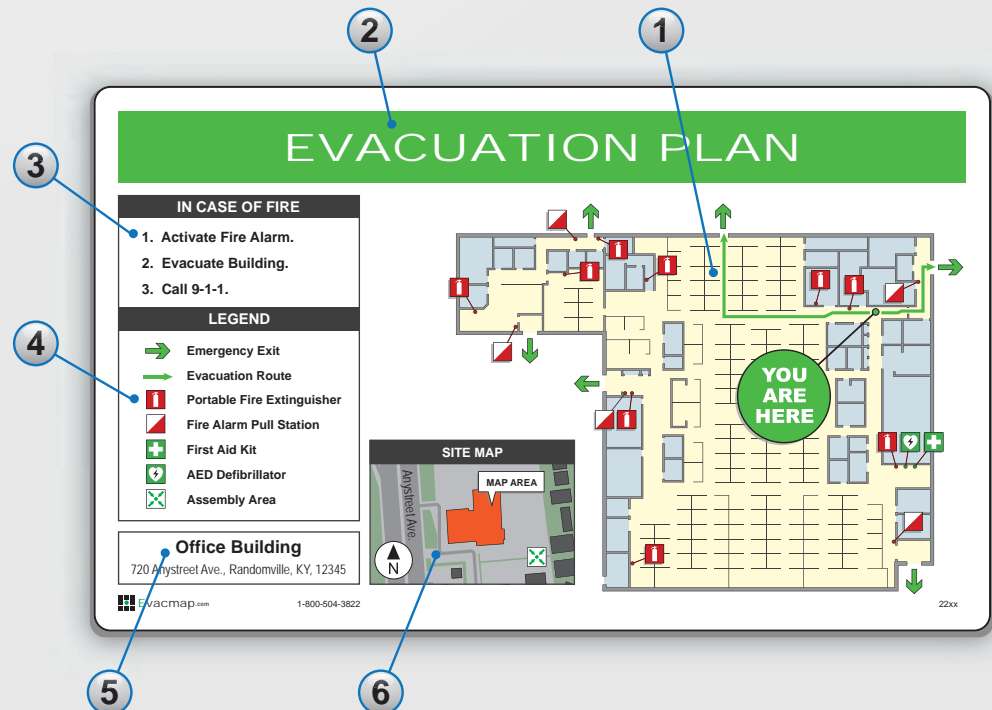 2
1
EVACUATION PLAN
3
IN CASE OF FIRE
1. Activate Fire Alarm.
2. Evacuate Building.
3. Call 9-1-1.
LEGEND
4
Emergency Exit
Evacuation Route
Portable Fire Extinguisher
Fire Alarm Pull Station
First Aid Kit
AED Defibrillator
Assembly Area
YOU
ARE
HERE
SITE MAP
MAP AREA
Anystreet Ave.
N
Office Building
720 Anystreet Ave., Randomville, KY, 12345
Evacmap.com
1-800-504-3822
22xx
5
6